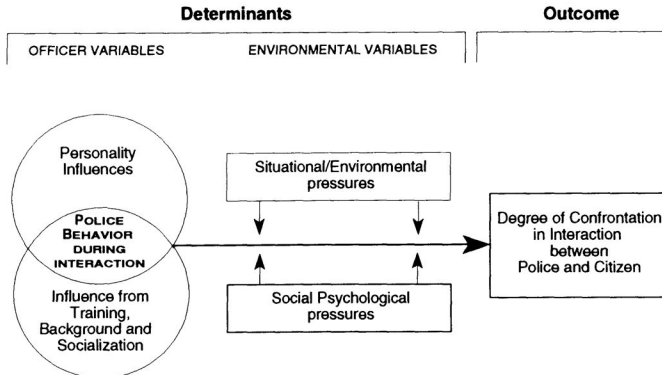 Determinants
Outcome
OFFICER VARIABLES
ENVIRONMENTAL VARIABLES
Personality
Influences
POLICE
BEHAVIOR
DURING
INTERACTION
Influence from
Training,
Background and
Socialization
Situational/Environmental
pressures
Social Psychological
pressures
Degree of Confrontation
in Interaction
between
Police and Citizen